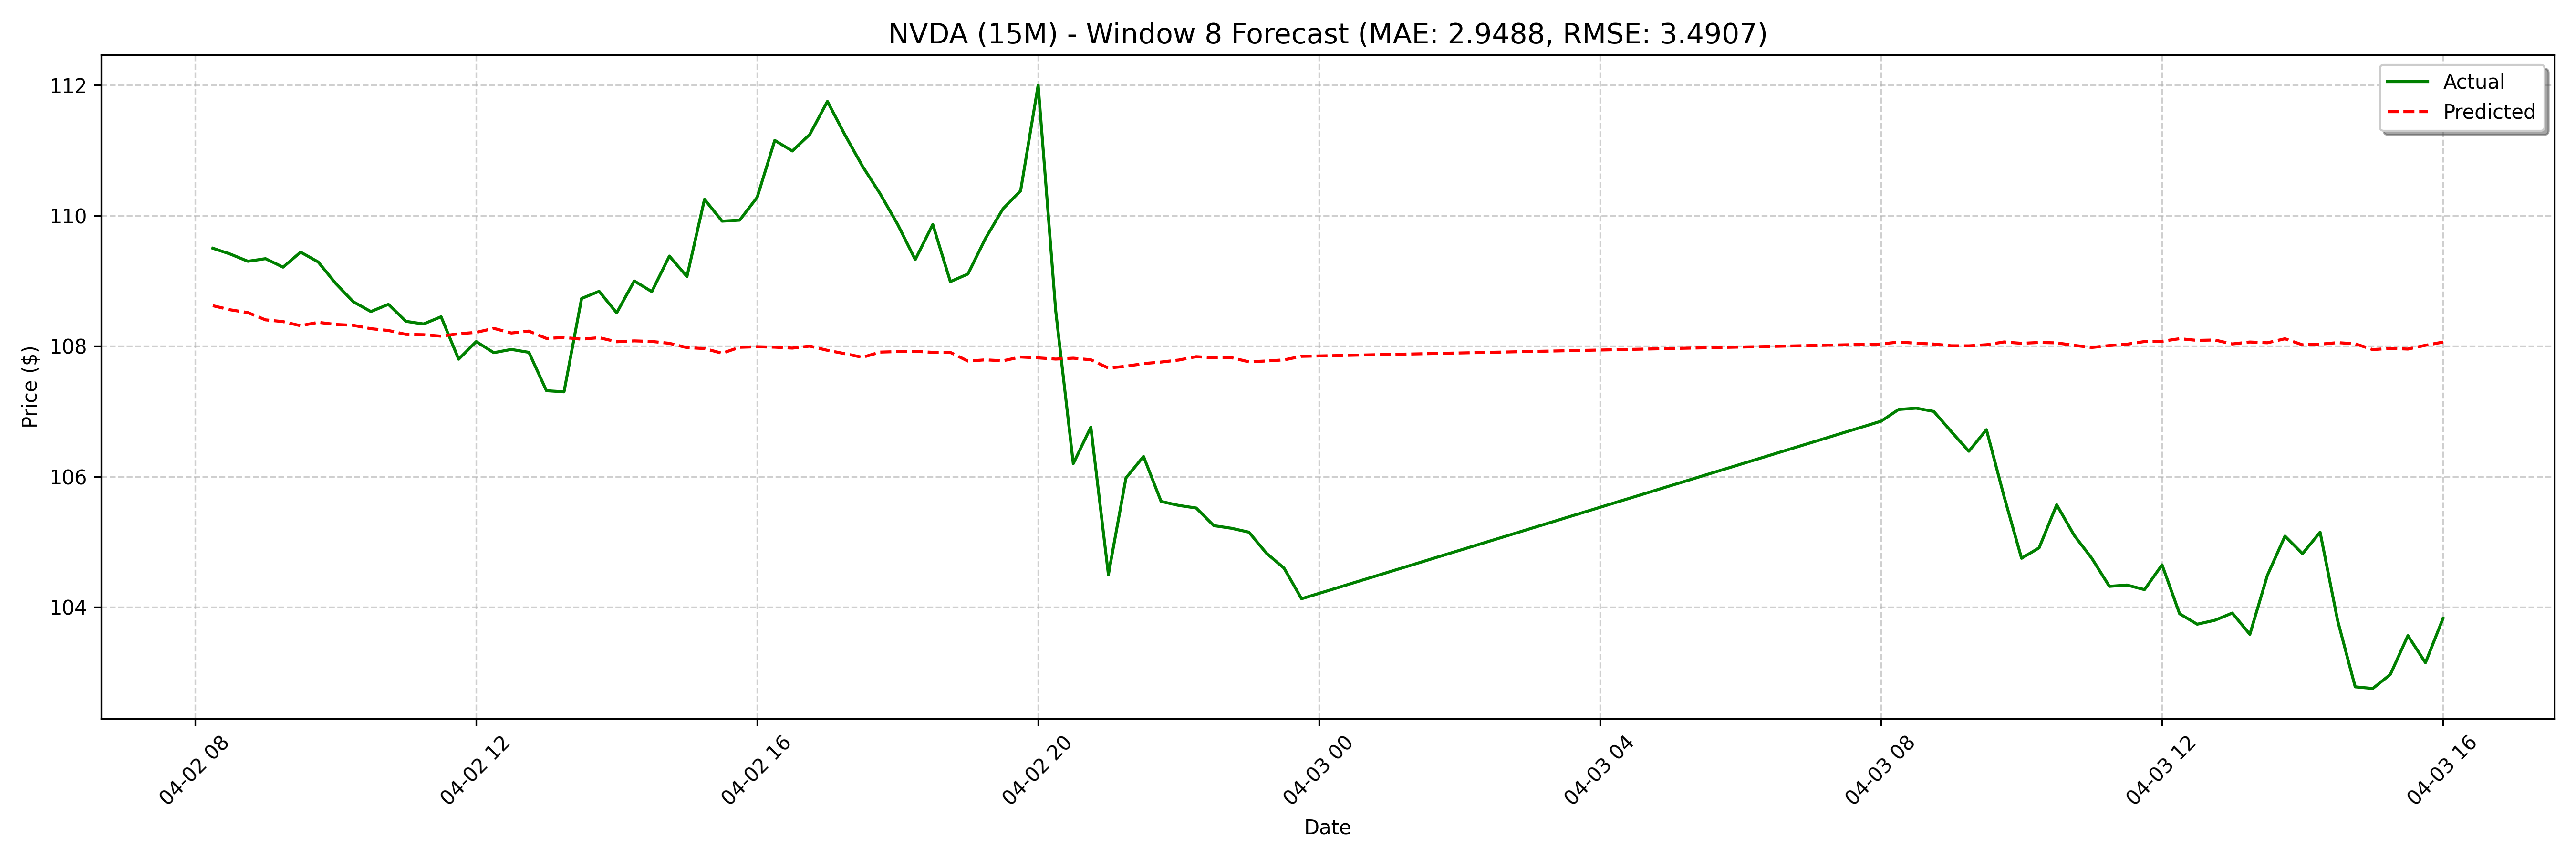 NVDA (15M) - Window 8 Forecast (MAE: 2.9488, RMSE: 3.4907)
Actual
Predicted
Price ($)
112
110
108
106
104
04-02 08
04-02 12
04-02 16
04-02 20
04-03 00
04-03 04
04-03 08
04-03 12
04-03 16
Date